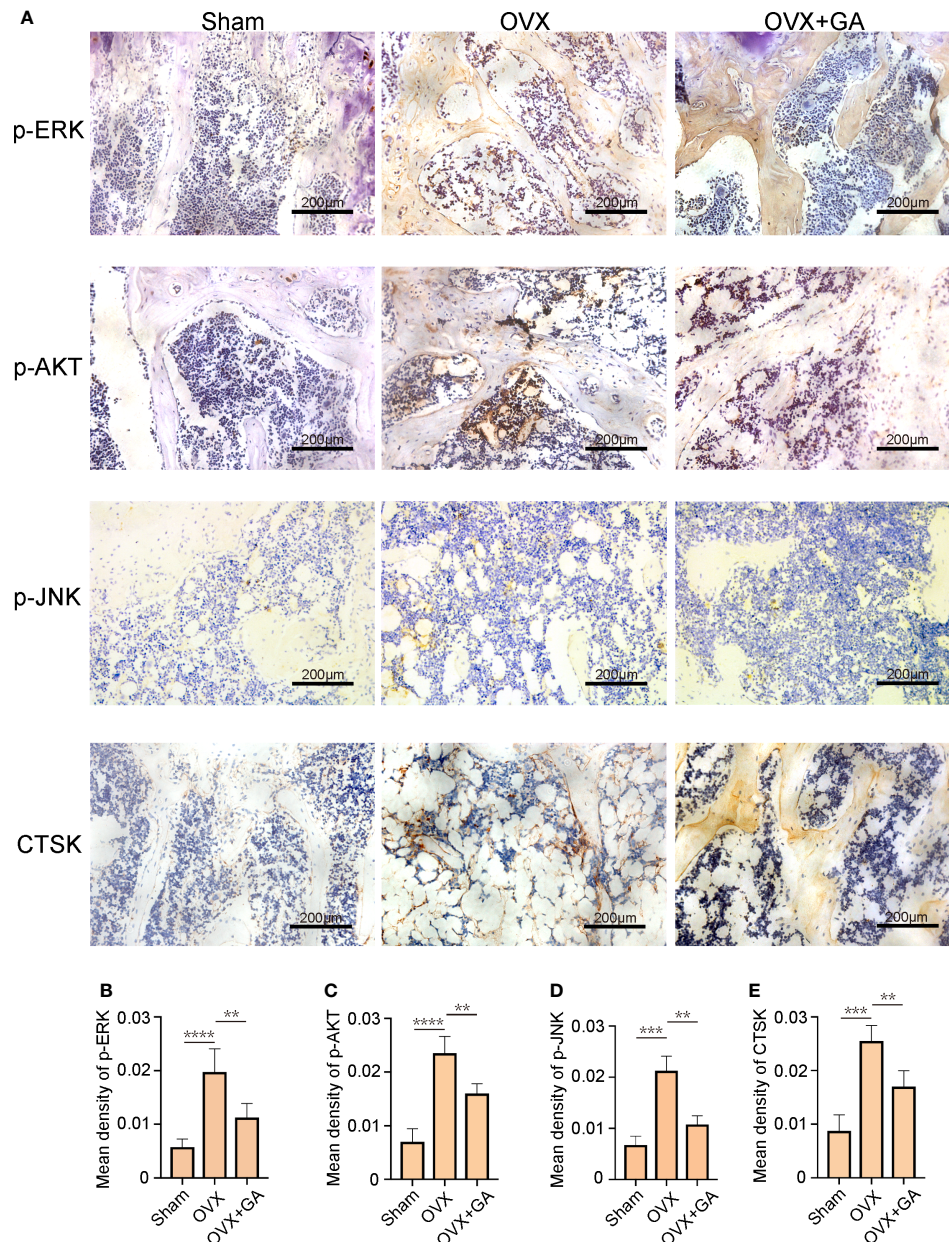 A
Sham OVX OVX+GA
p-ERK
200μm 200μm 200μm
p-AKT
200μm 200μm 200μm
p-JNK
200μm 200μm 200μm
CTSK
200μm 200μm 200μm
B
Mean density of p-ERK
0.03
0.02
0.01
0
**** **
Sham OVX OVX+GA
C
Mean density of p-AKT
0.03
0.02
0.01
0
**** **
Sham OVX OVX+GA
D
Mean density of p-JNK
0.03
0.02
0.01
0
*** **
Sham OVX OVX+GA
E
Mean density of CTSK
0.03
0.02
0.01
0
*** **
Sham OVX OVX+GA